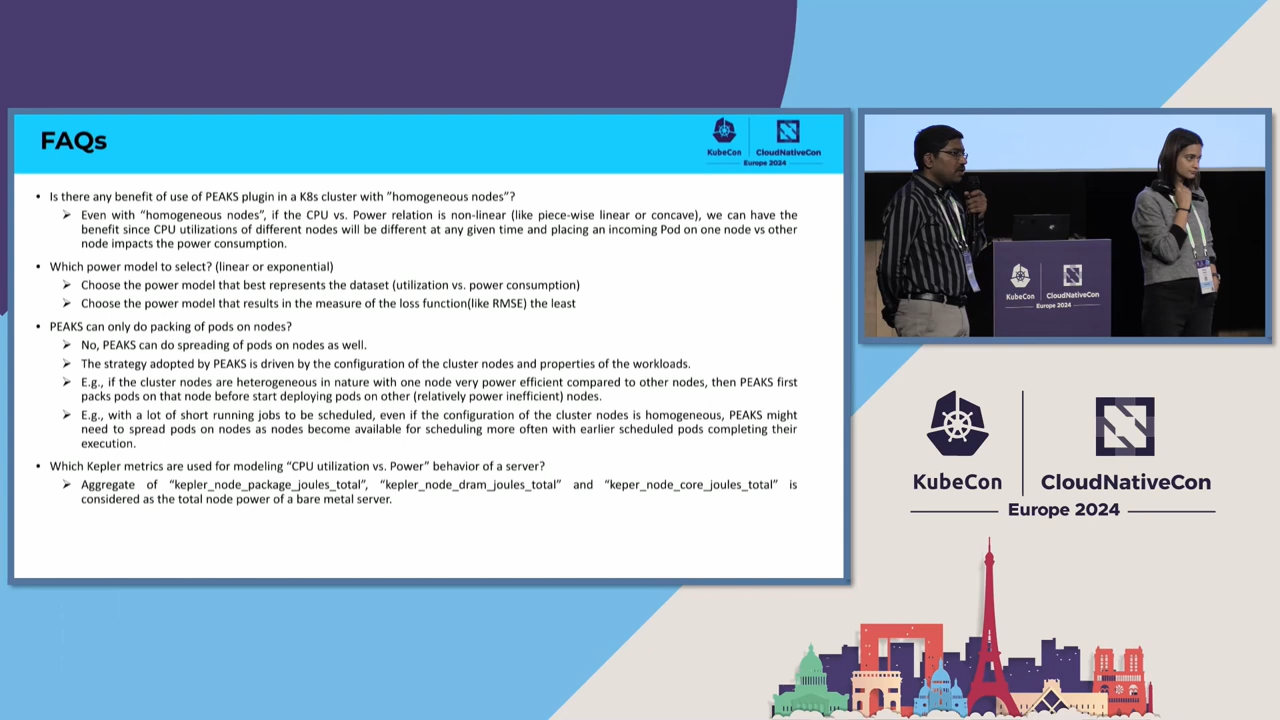 FAQs
KubeCon
CloudNativeCon
Europe 2024
• Is there any benefit of use of PEAKS plugin in a K8s cluster with "homogeneous nodes"?
➢ Even with "homogeneous nodes", if the CPU vs. Power relation is non-linear (like piece-wise linear or concave), we can have the
benefit since CPU utilizations of different nodes will be different at any given time and placing an incoming Pod on one node vs other
node impacts the power consumption.
• Which power model to select? (linear or exponential)
➢ Choose the power model that best represents the dataset (utilization vs. power consumption)
➢ Choose the power model that results in the measure of the loss function(like RMSE) the least
• PEAKS can only do packing of pods on nodes?
➢ No, PEAKS can do spreading of pods on nodes as well.
➢ The strategy adopted by PEAKS is driven by the configuration of the cluster nodes and properties of the workloads.
➢ E.g., if the cluster nodes are heterogeneous in nature with one node very power efficient compared to other nodes, then PEAKS first
packs pods on that node before start deploying pods on other (relatively power inefficient) nodes.
➢ E.g., with a lot of short running jobs to be scheduled, even if the configuration of the cluster nodes is homogeneous, PEAKS might
need to spread pods on nodes as nodes become available for scheduling more often with earlier scheduled pods completing their
execution.
• Which Kepler metrics are used for modeling "CPU utilization vs. Power" behavior of a server?
➢ Aggregate of "kepler_node_package_joules_total", "kepler_node_dram_joules_total" and "keper_node_core_joules_total" is
considered as the total node power of a bare metal server.
KubeCon
CloudNativeCon
Europe 2024
KubeCon
CloudNativeCon
Europe 2024